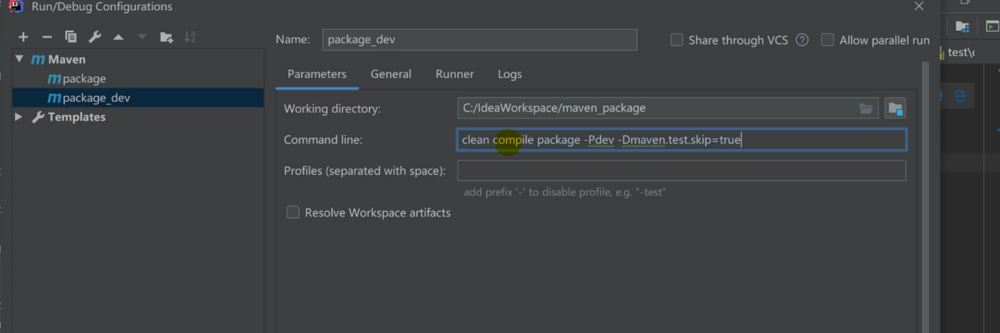 Run/Debug Configurations
Name: package_dev
Share through VCS
Allow parallel run
Maven
package
package_dev
Templates
Parameters General Runner Logs
Working directory: C:/IdeaWorkspace/maven_package
Command line: clean compile package -Pdev -Dmaven.test.skip=true
Profiles (separated with space):
add prefix '-' to disable profile, e.g. "-test"
Resolve Workspace artifacts
test\